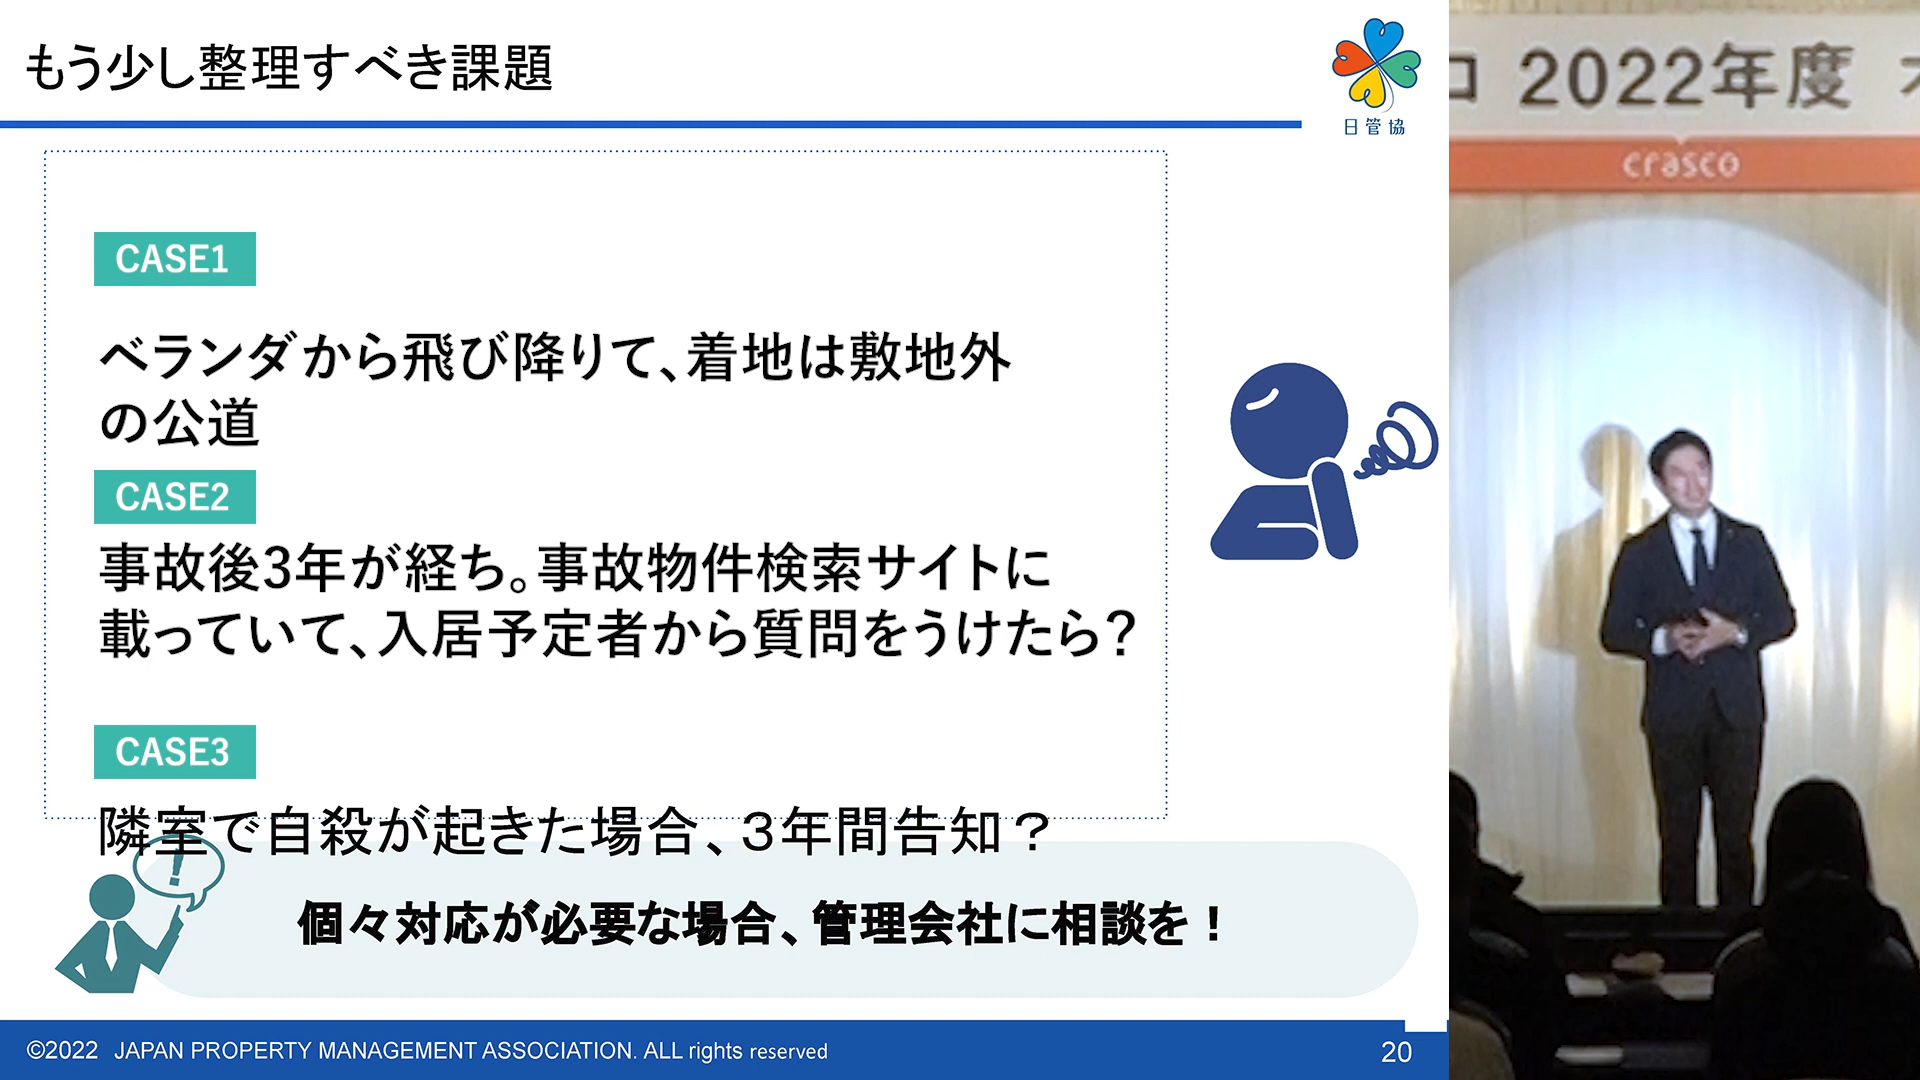 もう少し整理すべき課題
日管協
CASE1
ベランダから飛び降りて、着地は敷地外
の公道
CASE2
事故後3年が経ち。事故物件検索サイトに
載っていて、入居予定者から質問をうけたら？
CASE3
隣室で自殺が起きた場合、３年間告知？
!
個々対応が必要な場合、管理会社に相談を！
©2022 JAPAN PROPERTY MANAGEMENT ASSOCIATION. ALL rights reserved
20
2022年度
crasco